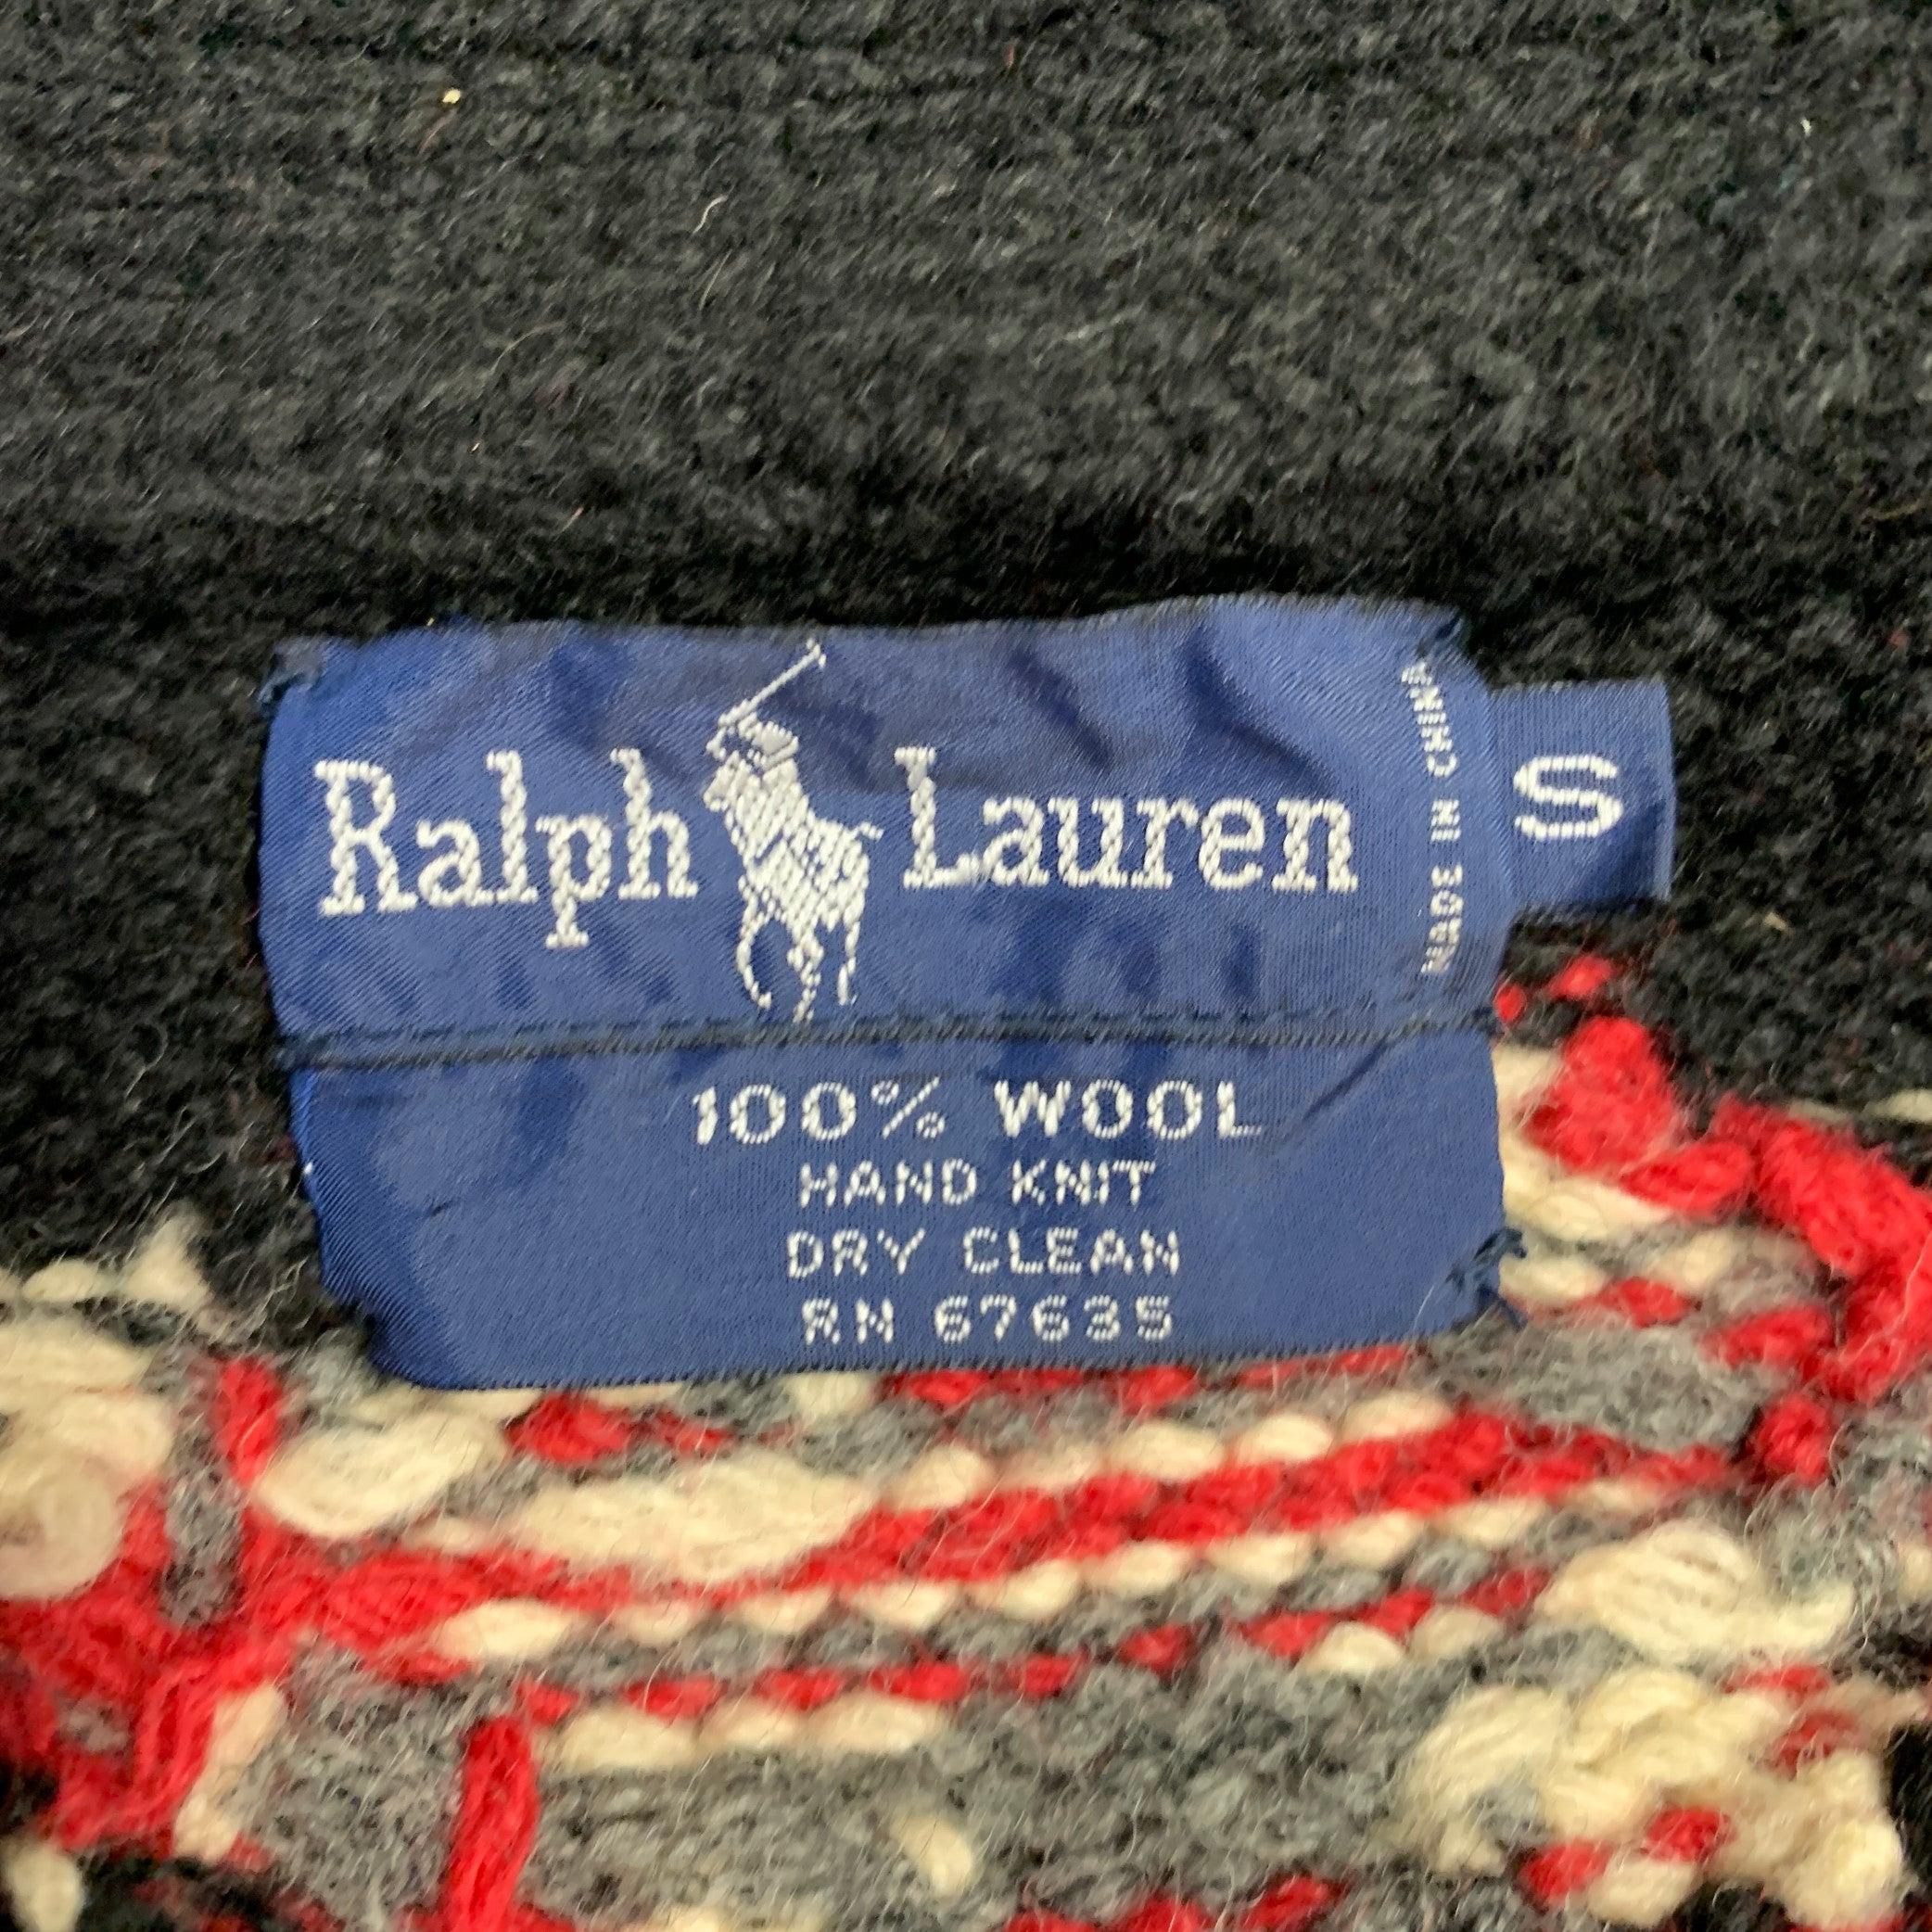 Ralph Lauren
MADE IN CHINA
S
100% WOOL
HAND KNIT
DRY CLEAN
RN 67635